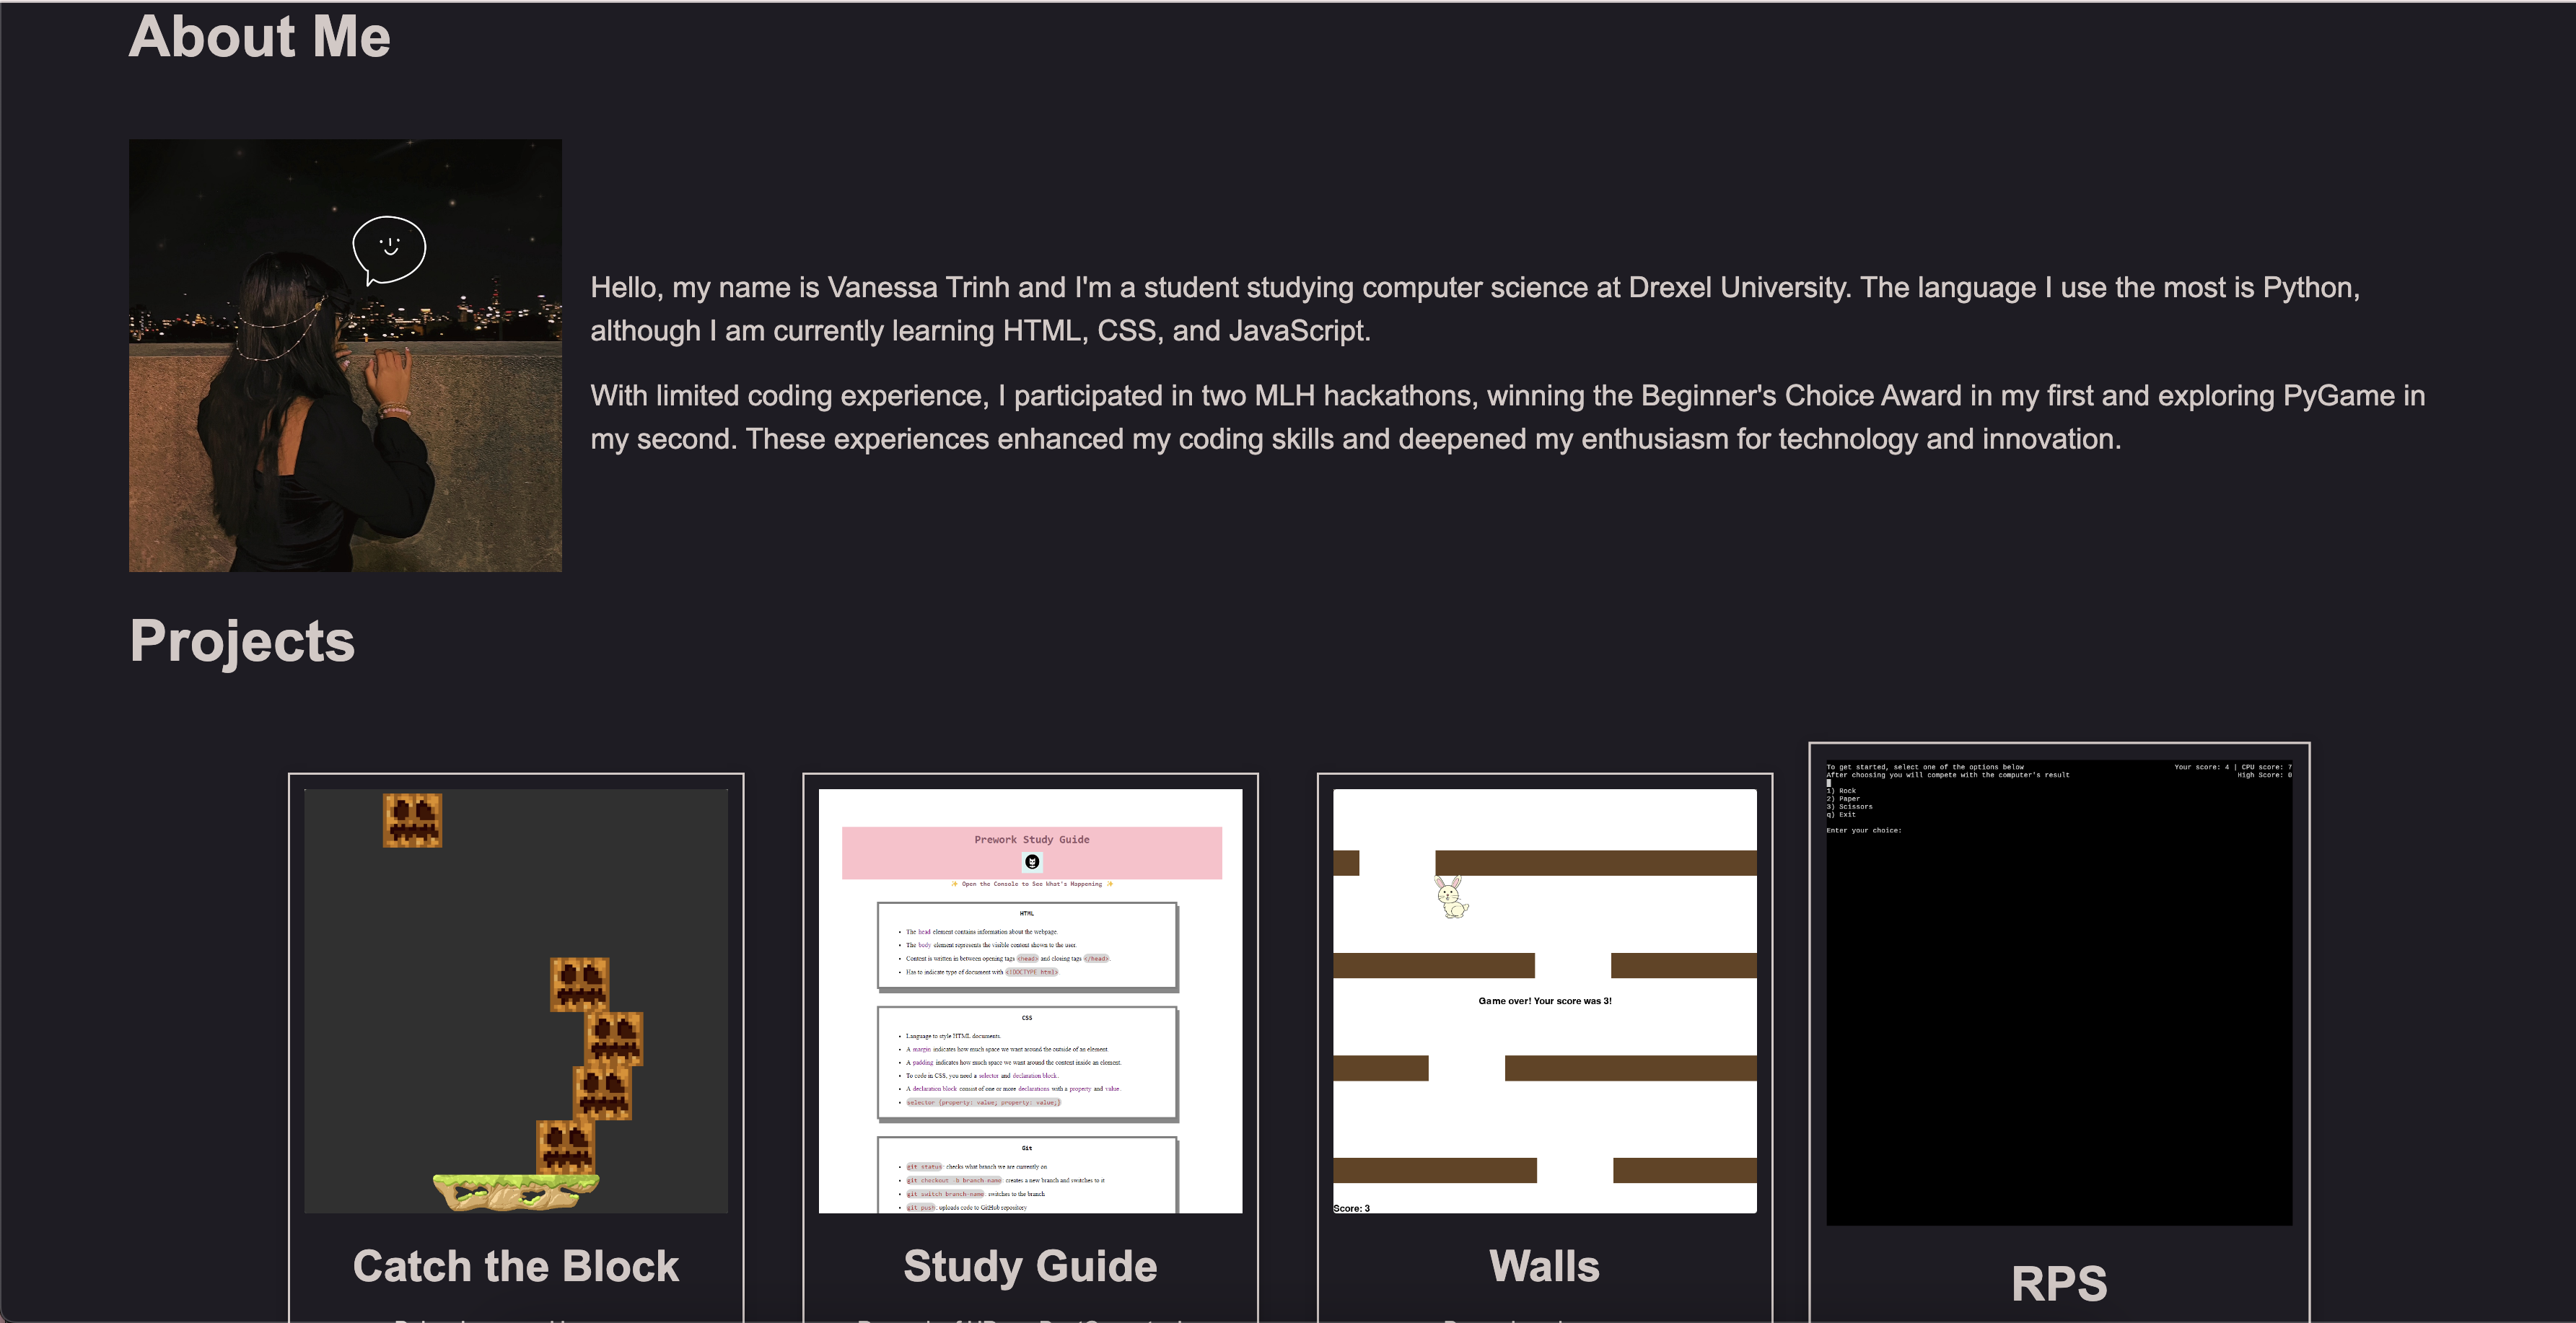 About Me
Hello, my name is Vanessa Trinh and I'm a student studying computer science at Drexel University. The language I use the most is Python,
although I am currently learning HTML, CSS, and JavaScript.
With limited coding experience, I participated in two MLH hackathons, winning the Beginner's Choice Award in my first and exploring PyGame in
my second. These experiences enhanced my coding skills and deepened my enthusiasm for technology and innovation.
Projects
Catch the Block
Prework Study Guide
✨ Open the Console to See What's Happening ✨
HTML
• The head element contains information about the webpage.
• The body element represents the visible content shown to the user.
• Content is written in between opening tags <head> and closing tags </head>.
• Has to indicate type of document with <!DOCTYPE html>
CSS
• Language to style HTML documents.
• A margin indicates how much space we want around the outside of an element.
• A padding indicates how much space we want around the content inside an element.
• To code in CSS, you need a selector and declaration block.
• A declaration block consist of one or more declarations with a property and value.
• selector {property: value; property: value;}
Git
• git status: checks what branch we are currently on
• git checkout -b branch-name: creates a new branch and switches to it
• git switch branch-name: switches to the branch
• git push: uploads code to GitHub repository
Study Guide
Game over! Your score was 3!
Score: 3
Walls
To get started, select one of the options below
Your score: 4 | CPU score: 7
After choosing you will compete with the computer's result
High Score: 0
1) Rock
2) Paper
3) Scissors
q) Exit
Enter your choice:
RPS